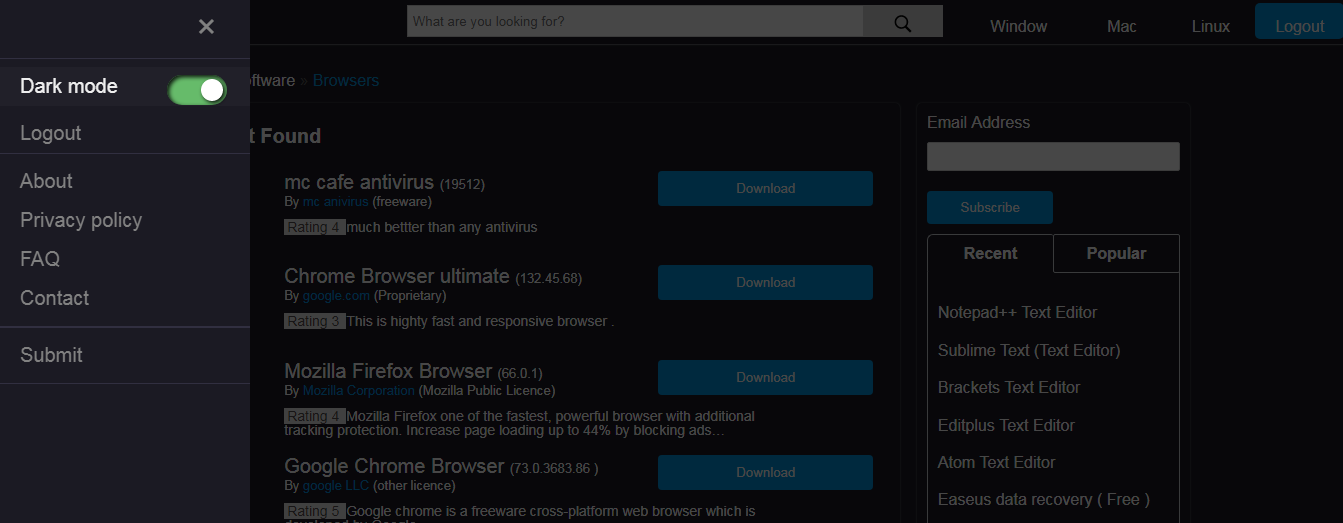 ×
What are you looking for?
Window
Mac
Linux
Logout
Dark mode
ftware » Browsers
Logout
t Found
Email Address
About
mc cafe antivirus (19512)
By mc anivirus (freeware)
Download
Rating 4 much bettter than any antivirus
Privacy policy
Subscribe
FAQ
Recent
Popular
Contact
Chrome Browser ultimate (132.45.68)
By google.com (Proprietary)
Download
Rating 3 This is highty fast and responsive browser .
Notepad++ Text Editor
Submit
Sublime Text (Text Editor)
Mozilla Firefox Browser (66.0.1)
By Mozilla Corporation (Mozilla Public Licence)
Download
Brackets Text Editor
Rating 4 Mozilla Firefox one of the fastest, powerful browser with additional
tracking protection. Increase page loading up to 44% by blocking ads…
Editplus Text Editor
Google Chrome Browser (73.0.3683.86 )
By google LLC (other licence)
Download
Atom Text Editor
Rating 5 Google chrome is a freeware cross-platform web browser which is
developed by Google
Easeus data recovery ( Free )